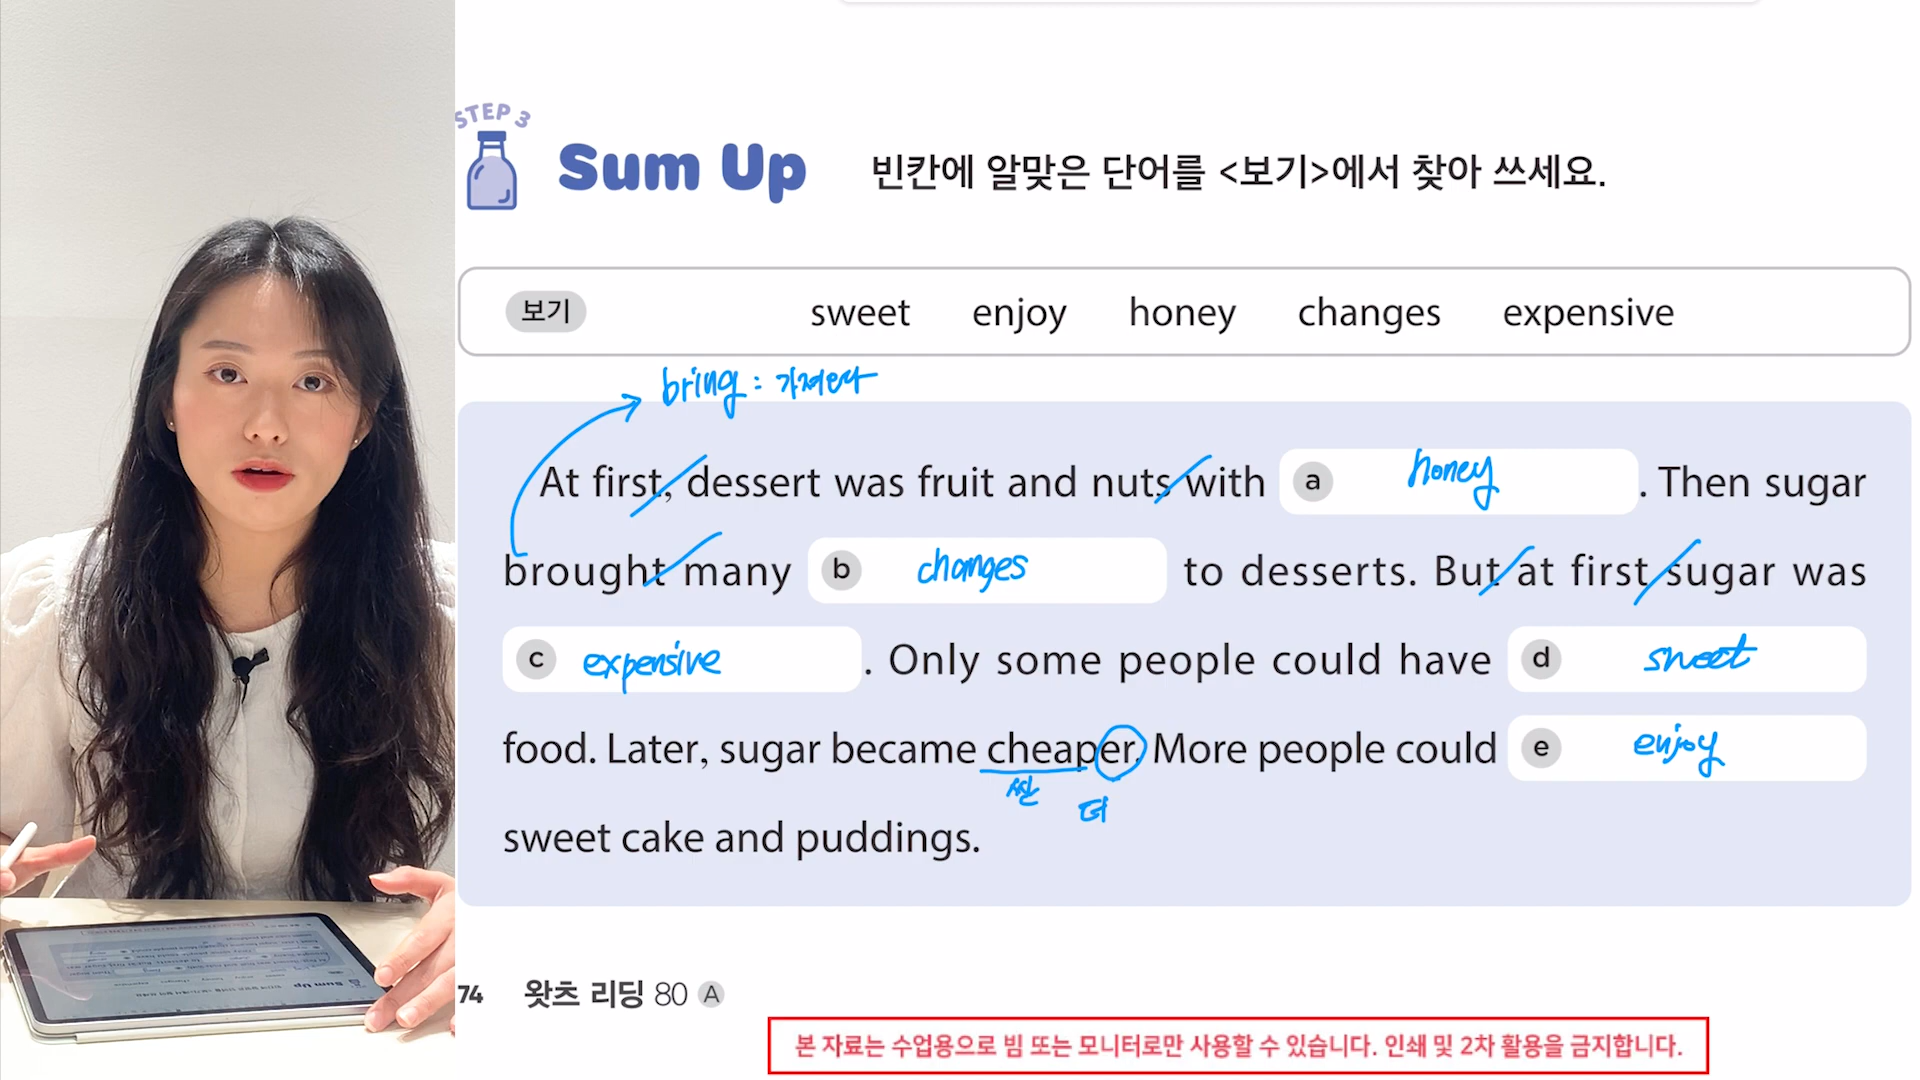 STEP 3
Sum Up 빈칸에 알맞은 단어를 <보기>에서 찾아 쓰세요.
보기 sweet enjoy honey changes expensive
bring : 가져오다
At first, dessert was fruit and nuts with a honey . Then sugar
brought many b changes to desserts. But at first sugar was
c expensive . Only some people could have d sweet
food. Later, sugar became cheaper. More people could e enjoy
싼 더
sweet cake and puddings.
74 왓츠 리딩 80 A
본 자료는 수업용으로 빔 또는 모니터로만 사용할 수 있습니다. 인쇄 및 2차 활용을 금지합니다.